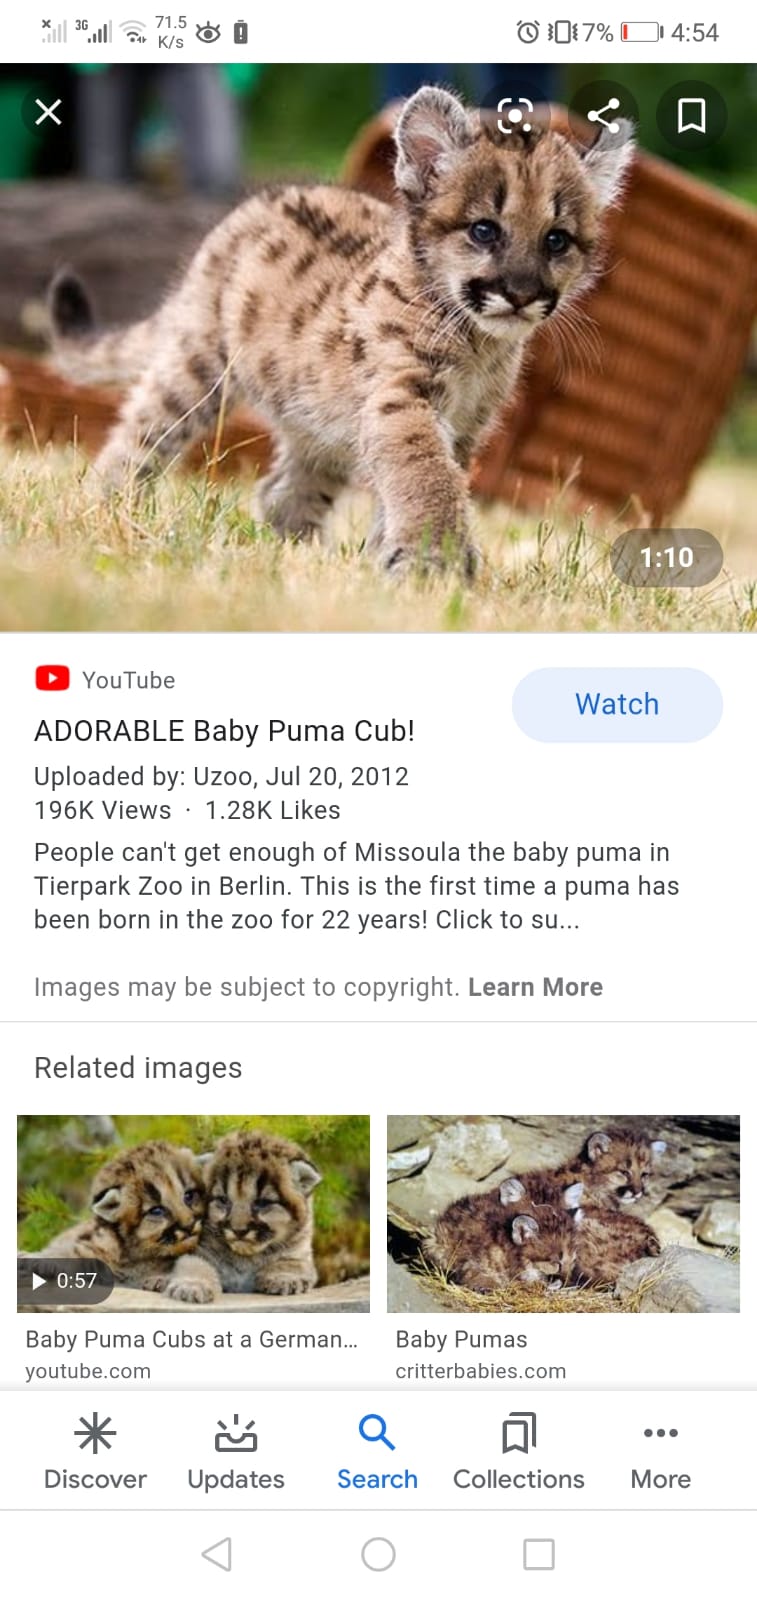 3G
71.5
K/s
7%
4:54
1:10
YouTube
Watch
ADORABLE Baby Puma Cub!
Uploaded by: Uzoo, Jul 20, 2012
196K Views · 1.28K Likes
People can't get enough of Missoula the baby puma in
Tierpark Zoo in Berlin. This is the first time a puma has
been born in the zoo for 22 years! Click to su...
Images may be subject to copyright. Learn More
Related images
0:57
Baby Puma Cubs at a German...
youtube.com
Baby Pumas
critterbabies.com
Discover
Updates
Search
Collections
More